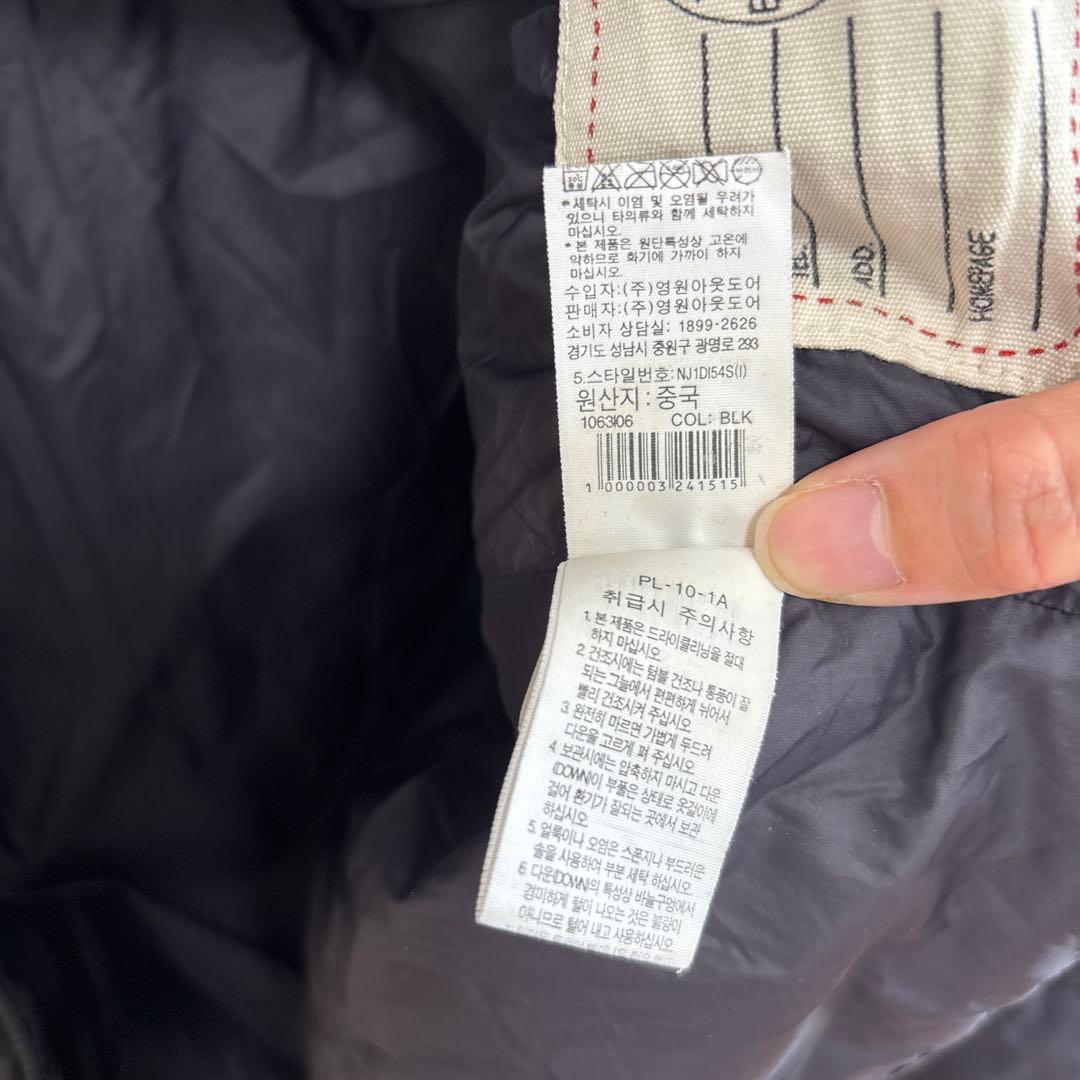 TEL.
ADD.
HOMEPAGE
30℃
중성
*세탁시 이염 및 오염될 우려가
있으니 타의류와 함께 세탁하지
마십시오.
*본 제품은 원단특성상 고온에
약하므로 화기에 가까이 하지
마십시오.
수입자:(주)영원아웃도어
판매자:(주)영원아웃도어
소비자 상담실: 1899-2626
경기도 성남시 중원구 광명로 293
5.스타일번호: NJ1DI54S(I)
원산지 : 중국
COL: BLK
1 000003 241515
PL-10-1A
취급시 주의사항
1. 본 제품은 드라이클리닝을 절대
하지 마십시오
2. 건조시에는 텀블 건조나 통풍이 잘
되는 그늘에서 편편하게 뉘어서
빨리 건조시켜 주십시오
3. 완전히 마르면 가볍게 두드려
다운을 고르게 펴 주십시오
4. 보관시에는 압축하지 마시고 다운
(DOWN)이 부풀은 상태로 옷걸이에
걸어 환기가 잘되는 곳에서 보관
하십시오
5. 얼룩이나 오염은 스폰지나 부드러운
솔을 사용하여 부분 세탁 하십시오
6. 다운(DOWN)의 특성상 바늘구멍에서
경미하게 털이 나오는 것은 불량이
아니므로 털어 내고 사용하십시오